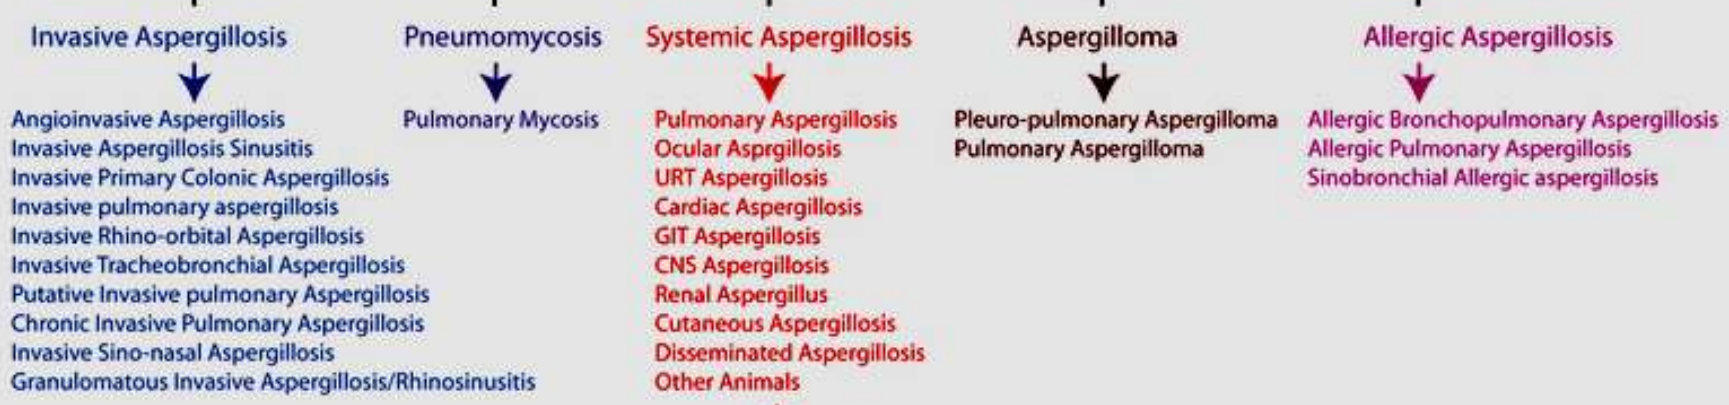 Invasive Aspergillosis
Angioinvasive Aspergillosis
Invasive Aspergillosis Sinusitis
Invasive Primary Colonic Aspergillosis
Invasive pulmonary aspergillosis
Invasive Rhino-orbital Aspergillosis
Invasive Tracheobronchial Aspergillosis
Putative Invasive pulmonary Aspergillosis
Chronic Invasive Pulmonary Aspergillosis
Invasive Sino-nasal Aspergillosis
Granulomatous Invasive Aspergillosis/Rhinosinusitis
Pneumomycosis
Pulmonary Mycosis
Systemic Aspergillosis
Pulmonary Aspergillosis
Ocular Asprgillosis
URT Aspergillosis
Cardiac Aspergillosis
GIT Aspergillosis
CNS Aspergillosis
Renal Aspergillus
Cutaneous Aspergillosis
Disseminated Aspergillosis
Other Animals
Aspergilloma
Pleuro-pulmonary Aspergilloma
Pulmonary Aspergilloma
Allergic Aspergillosis
Allergic Bronchopulmonary Aspergillosis
Allergic Pulmonary Aspergillosis
Sinobronchial Allergic aspergillosis